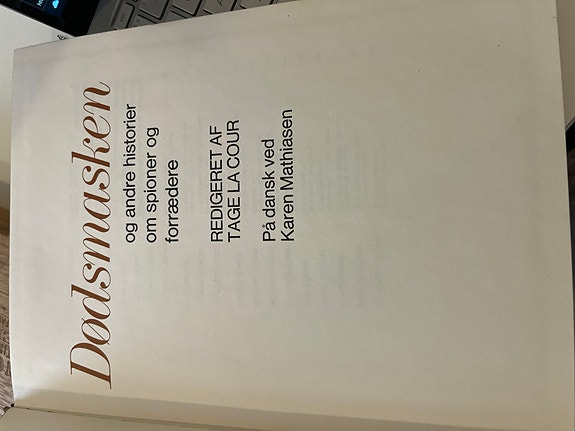 Dødsmasken
og andre historier
om spioner og
forrædere
REDIGERET AF
TAGE LA COUR
På dansk ved
Karen Mathiasen